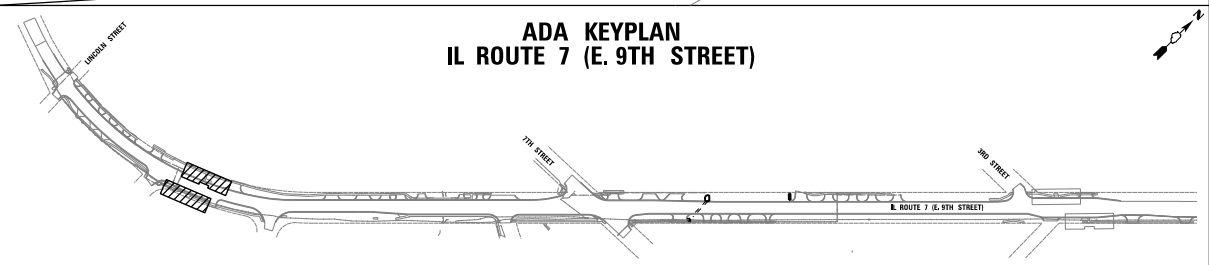 ADA KEYPLAN
IL ROUTE 7 (E. 9TH STREET)
N
LINCOLN STREET
7TH STREET
3RD STREET
IL ROUTE 7 (E. 9TH STREET)